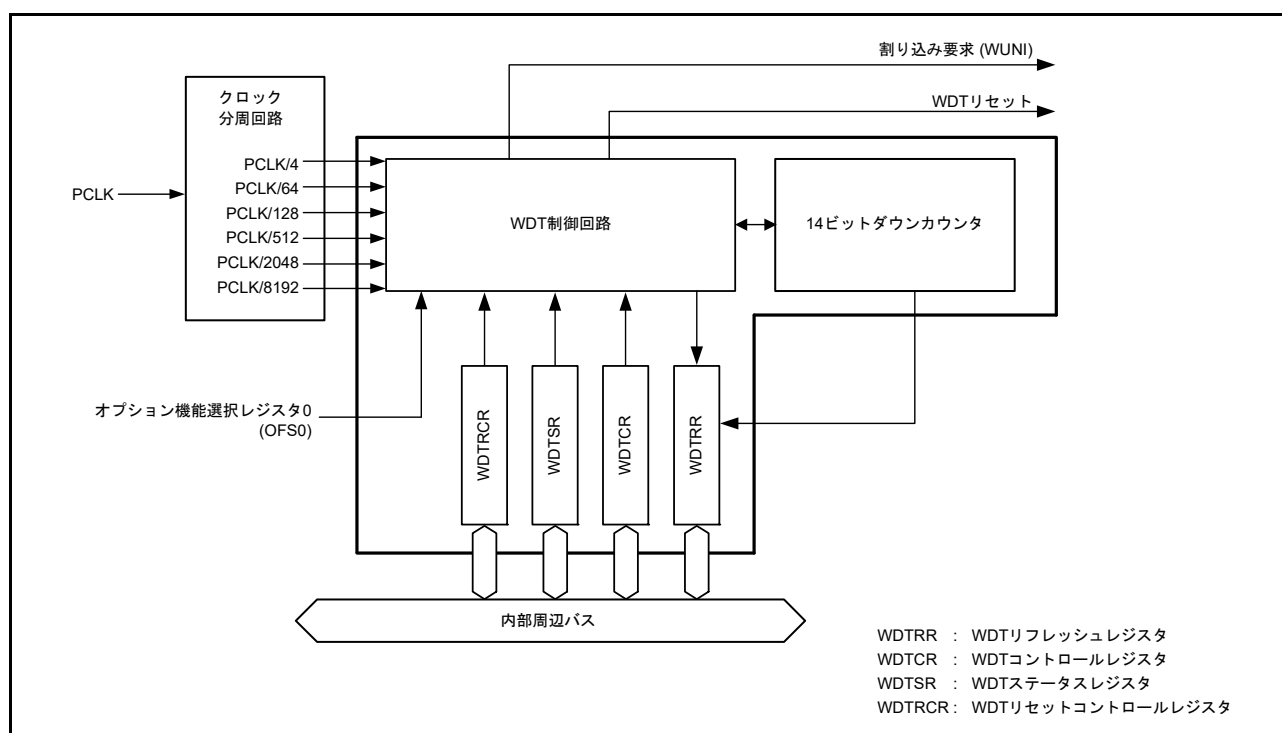 割り込み要求 (WUNI)
WDTリセット
クロック
分周回路
PCLK
PCLK/4
PCLK/64
PCLK/128
PCLK/512
PCLK/2048
PCLK/8192
WDT制御回路
14ビットダウンカウンタ
オプション機能選択レジスタ0
(OFS0)
WDTRCR
WDTSR
WDTCR
WDTRR
内部周辺バス
WDTRR : WDTリフレッシュレジスタ
WDTCR : WDTコントロールレジスタ
WDTSR : WDTステータスレジスタ
WDTRCR : WDTリセットコントロールレジスタ